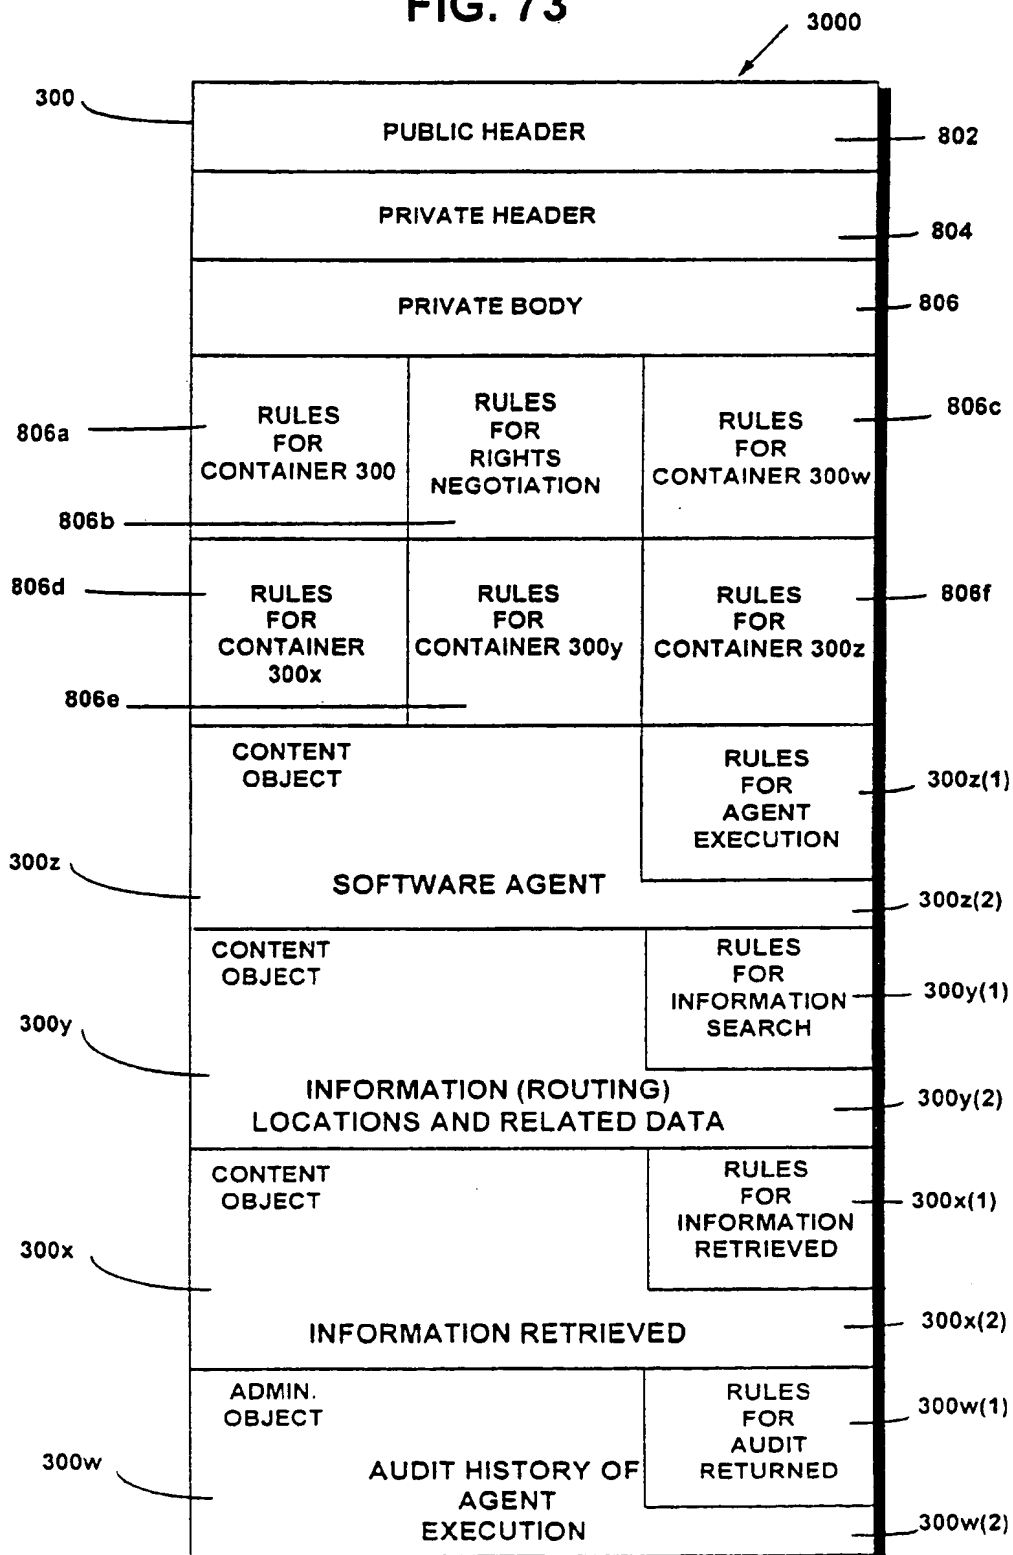 FIG. 73
3000
300
PUBLIC HEADER
802
PRIVATE HEADER
804
PRIVATE BODY
806
806a
RULES
FOR
CONTAINER 300
RULES
FOR
RIGHTS
NEGOTIATION
806b
RULES
FOR
CONTAINER 300w
806c
806d
RULES
FOR
CONTAINER
300x
RULES
FOR
CONTAINER 300y
806e
RULES
FOR
CONTAINER 300z
806f
CONTENT
OBJECT
RULES
FOR
AGENT
EXECUTION
300z(1)
300z
SOFTWARE AGENT
300z(2)
CONTENT
OBJECT
RULES
FOR
INFORMATION
SEARCH
300y(1)
300y
INFORMATION (ROUTING)
LOCATIONS AND RELATED DATA
300y(2)
CONTENT
OBJECT
RULES
FOR
INFORMATION
RETRIEVED
300x(1)
300x
INFORMATION RETRIEVED
300x(2)
ADMIN.
OBJECT
RULES
FOR
AUDIT
RETURNED
300w(1)
300w
AUDIT HISTORY OF
AGENT
EXECUTION
300w(2)